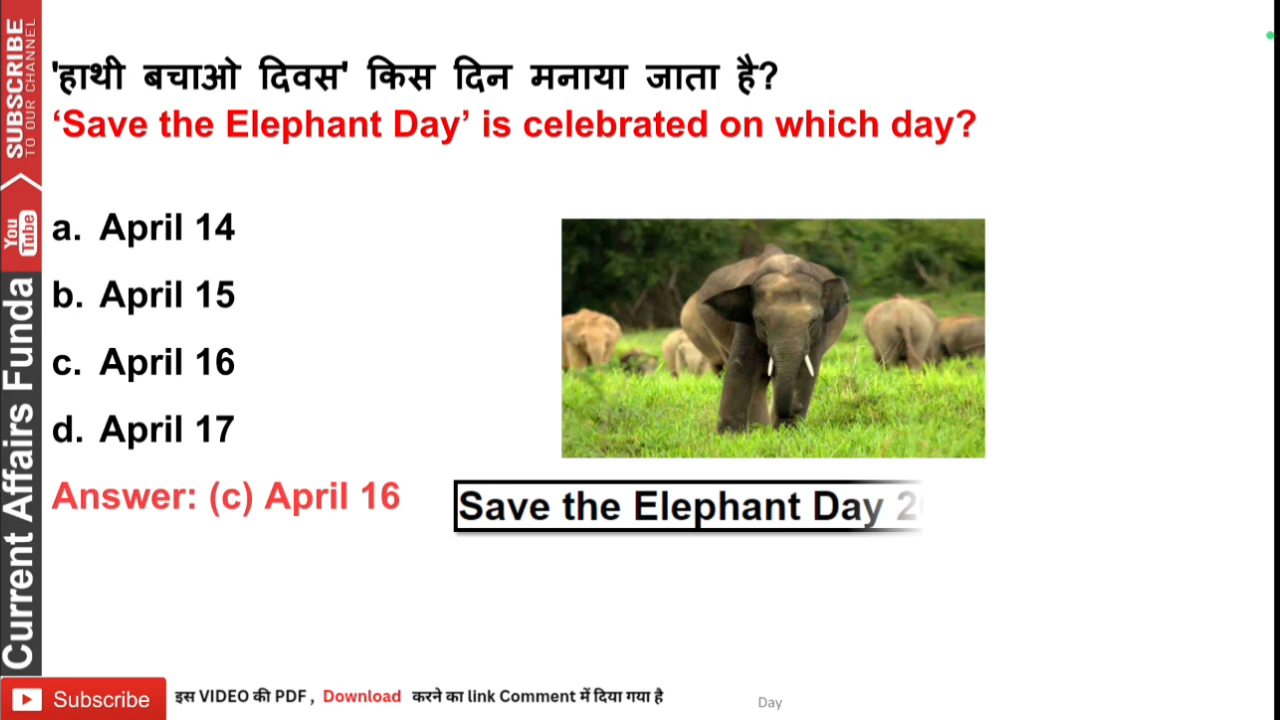 SUBSCRIBE
TO OUR CHANNEL
You
Tube
Current Affairs Funda
'हाथी बचाओ दिवस' किस दिन मनाया जाता है?
‘Save the Elephant Day’ is celebrated on which day?
a. April 14
b. April 15
c. April 16
d. April 17
Answer: (c) April 16
Save the Elephant Day
Subscribe
इस VIDEO की PDF , Download करने का link Comment में दिया गया है
Day